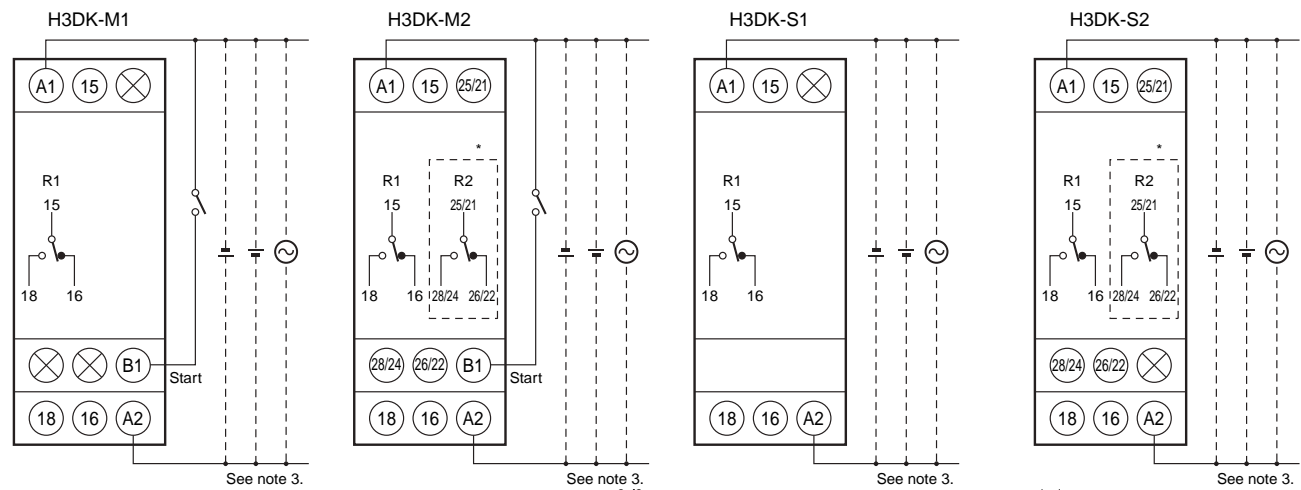 H3DK-M1
A1 15
R1
15
18 16
B1
Start
18 16 A2
See note 3.
H3DK-M2
A1 15 25/21
*
R1 R2
15 25/21
18 16 28/24 26/22
28/24 26/22 B1
Start
18 16 A2
See note 3.
H3DK-S1
A1 15
R1
15
18 16
18 16 A2
See note 3.
H3DK-S2
A1 15 25/21
*
R1 R2
15 25/21
18 16 28/24 26/22
28/24 26/22
18 16 A2
See note 3.